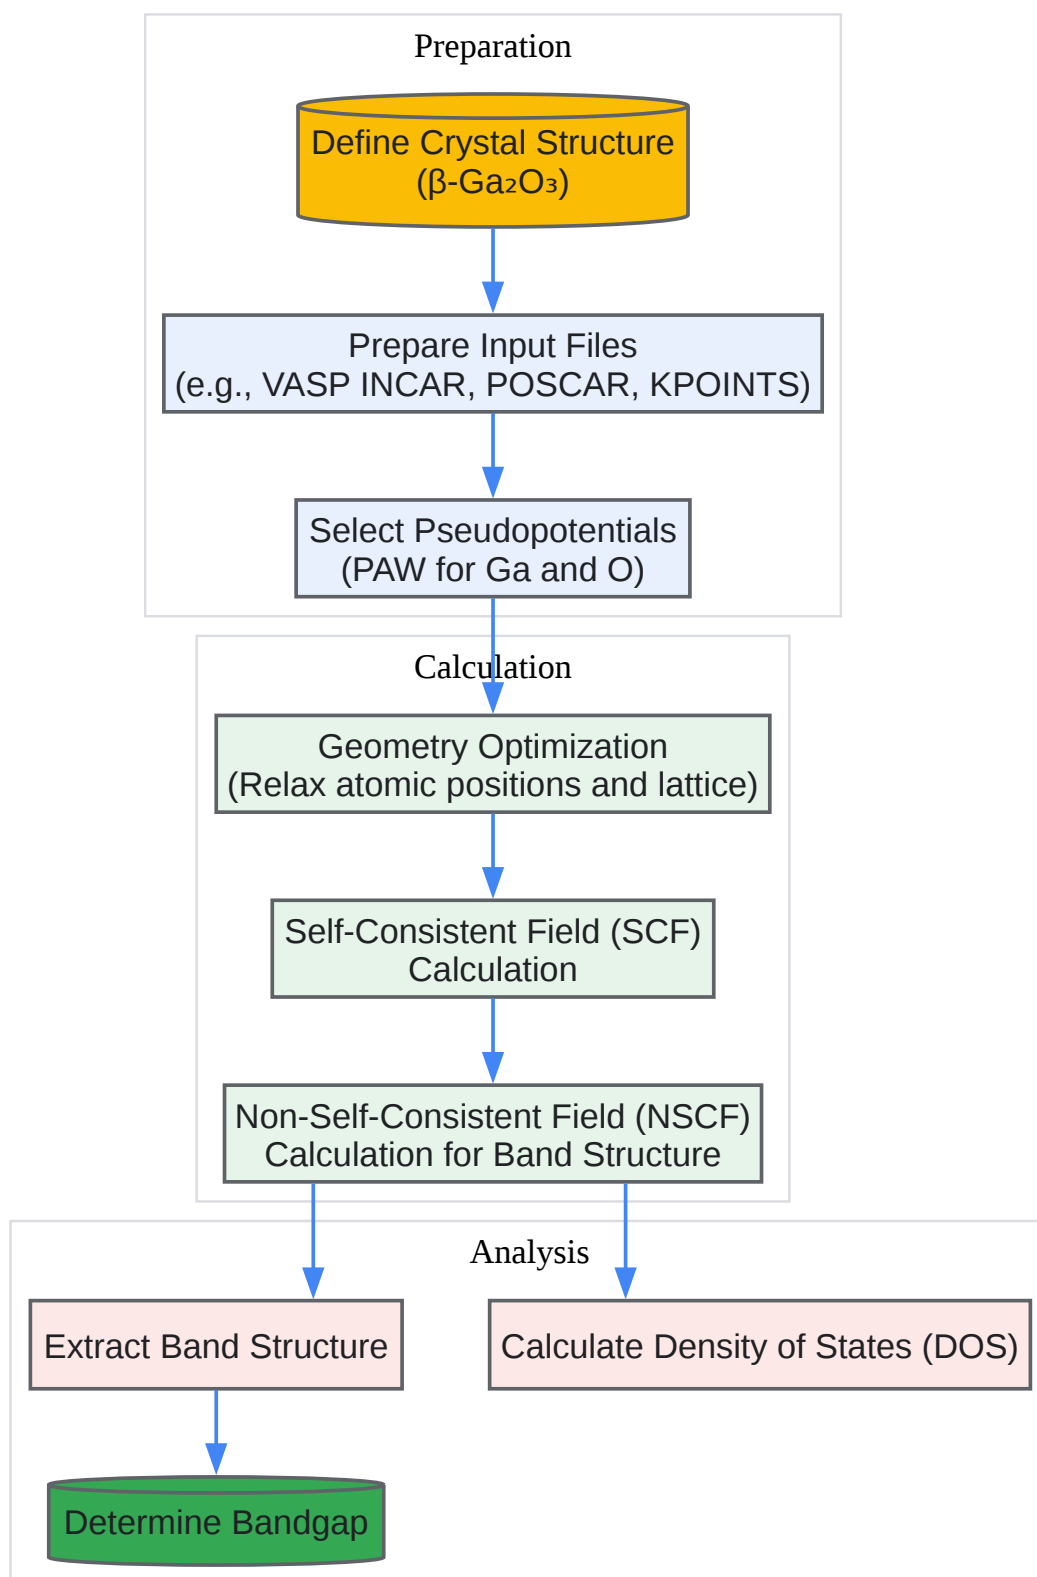 Preparation
Define Crystal Structure
(β-Ga₂O₃)
Prepare Input Files
(e.g., VASP INCAR, POSCAR, KPOINTS)
Select Pseudopotentials
(PAW for Ga and O)
Calculation
Geometry Optimization
(Relax atomic positions and lattice)
Self-Consistent Field (SCF)
Calculation
Non-Self-Consistent Field (NSCF)
Calculation for Band Structure
Analysis
Extract Band Structure
Calculate Density of States (DOS)
Determine Bandgap